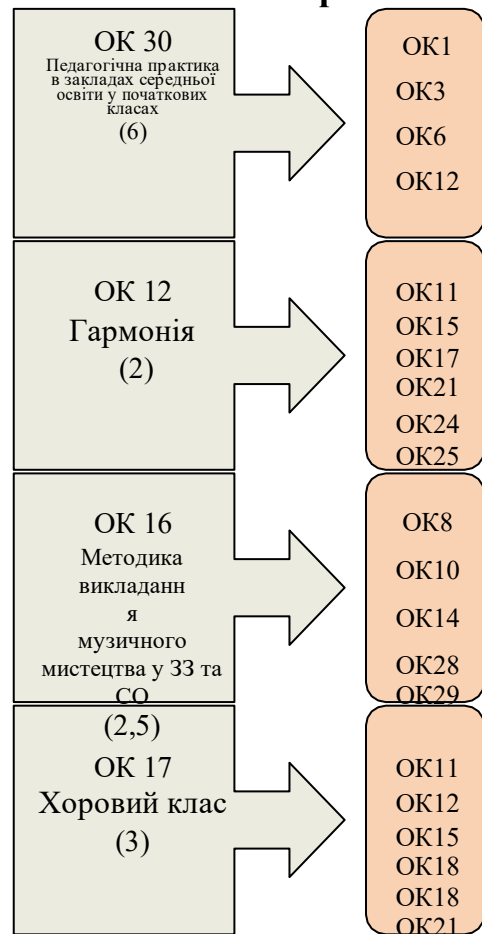 ОК 30
Педагогічна практика
в закладах середньої
освіти у початкових
класах
(6)
ОК1
ОК3
ОК6
ОК12
ОК 12
Гармонія
(2)
ОК11
ОК15
ОК17
ОК21
ОК24
ОК25
ОК 16
Методика
викладанн
я
музичного
мистецтва у ЗЗ та
СО
(2,5)
ОК8
ОК10
ОК14
ОК28
ОК29
ОК 17
Хоровий клас
(3)
ОК11
ОК12
ОК15
ОК18
ОК18
ОК21